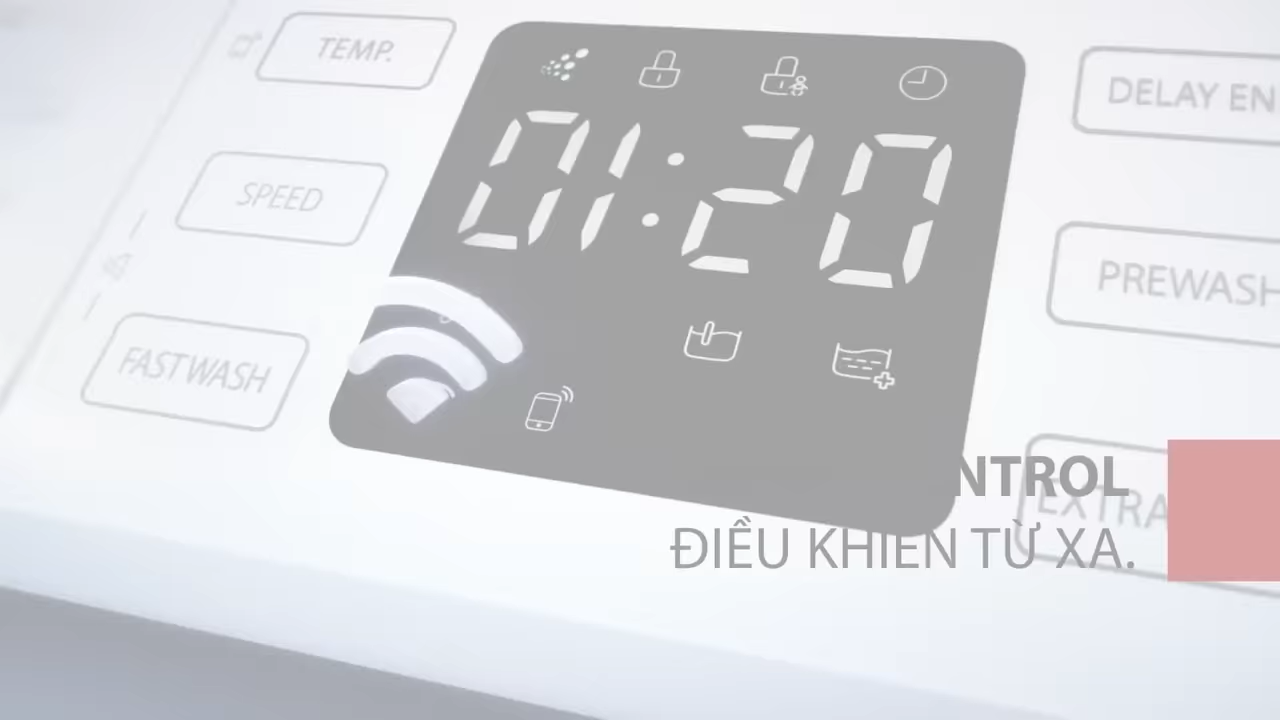 TEMP.
01:20
DELAY EN
SPEED
PREWASH
FASTWASH
NTROL
EXTRA
ĐIỀU KHIỂN TỪ XA.